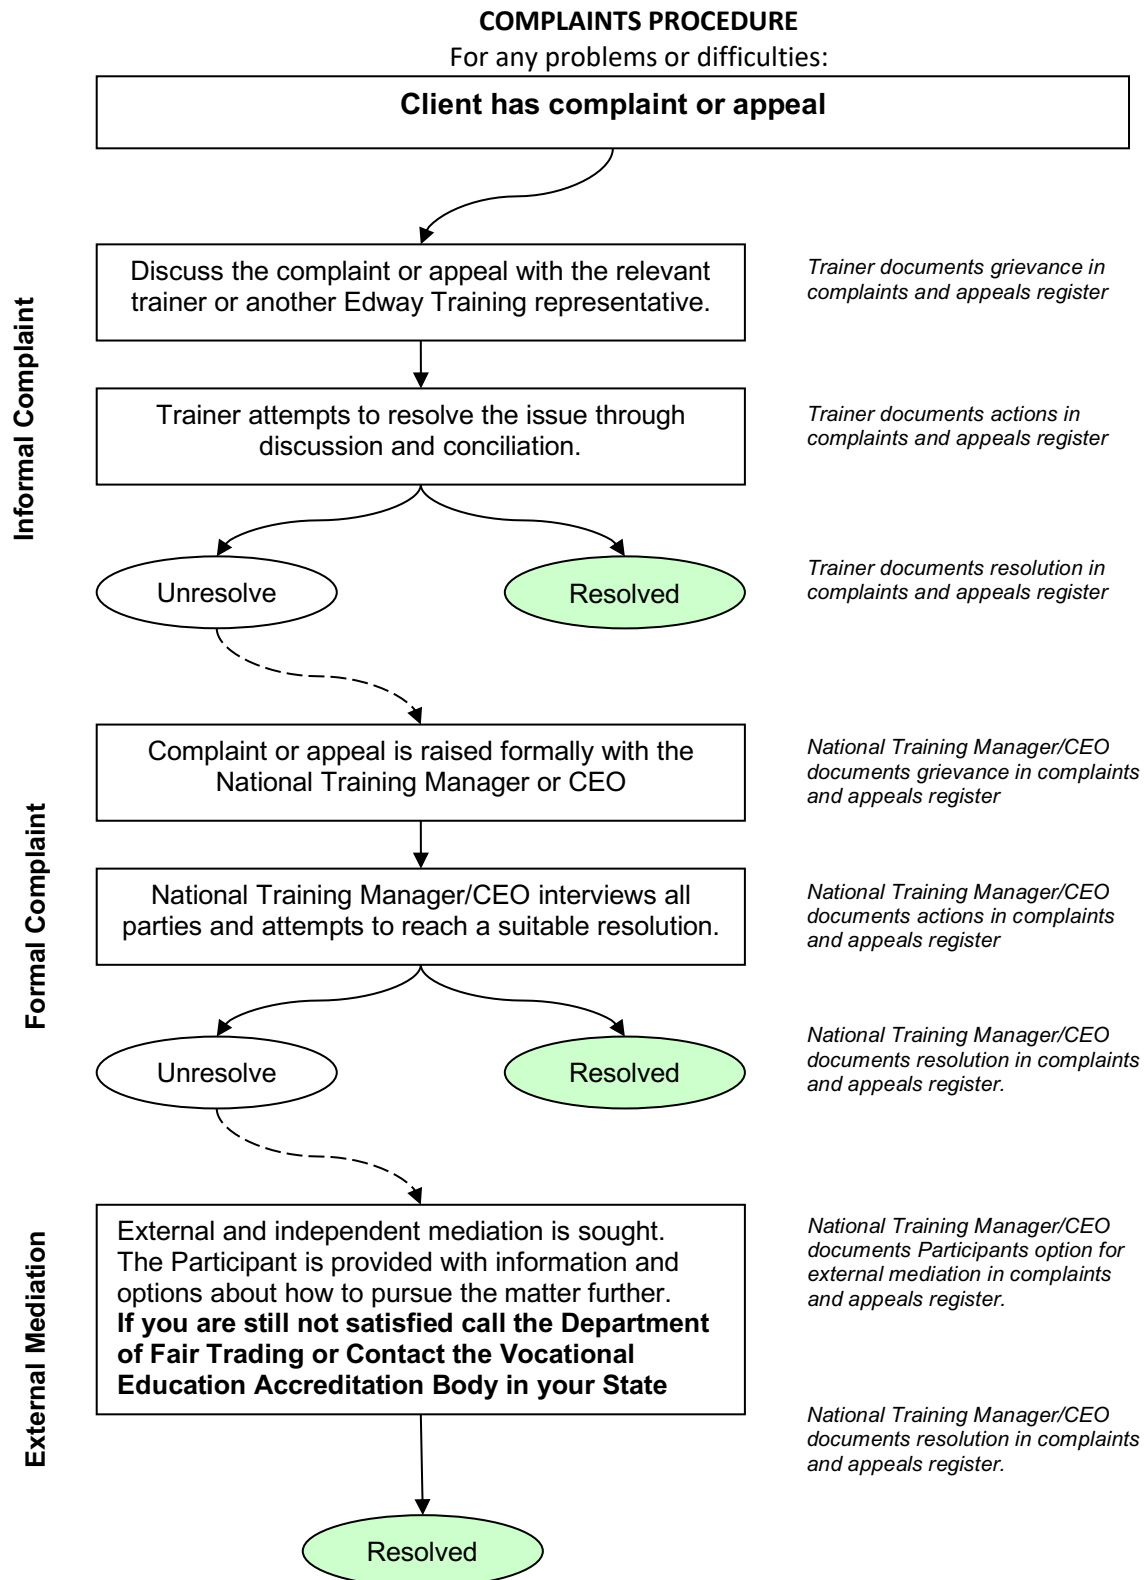 COMPLAINTS PROCEDURE
For any problems or difficulties:
Client has complaint or appeal
Informal Complaint
Discuss the complaint or appeal with the relevant
trainer or another Edway Training representative.
Trainer documents grievance in
complaints and appeals register
Trainer attempts to resolve the issue through
discussion and conciliation.
Trainer documents actions in
complaints and appeals register
Unresolve
Resolved
Trainer documents resolution in
complaints and appeals register
Formal Complaint
Complaint or appeal is raised formally with the
National Training Manager or CEO
National Training Manager/CEO
documents grievance in complaints
and appeals register
National Training Manager/CEO interviews all
parties and attempts to reach a suitable resolution.
National Training Manager/CEO
documents actions in complaints
and appeals register
Unresolve
Resolved
National Training Manager/CEO
documents resolution in complaints
and appeals register.
External Mediation
External and independent mediation is sought.
The Participant is provided with information and
options about how to pursue the matter further.
If you are still not satisfied call the Department
of Fair Trading or Contact the Vocational
Education Accreditation Body in your State
National Training Manager/CEO
documents Participants option for
external mediation in complaints
and appeals register.
National Training Manager/CEO
documents resolution in complaints
and appeals register.
Resolved